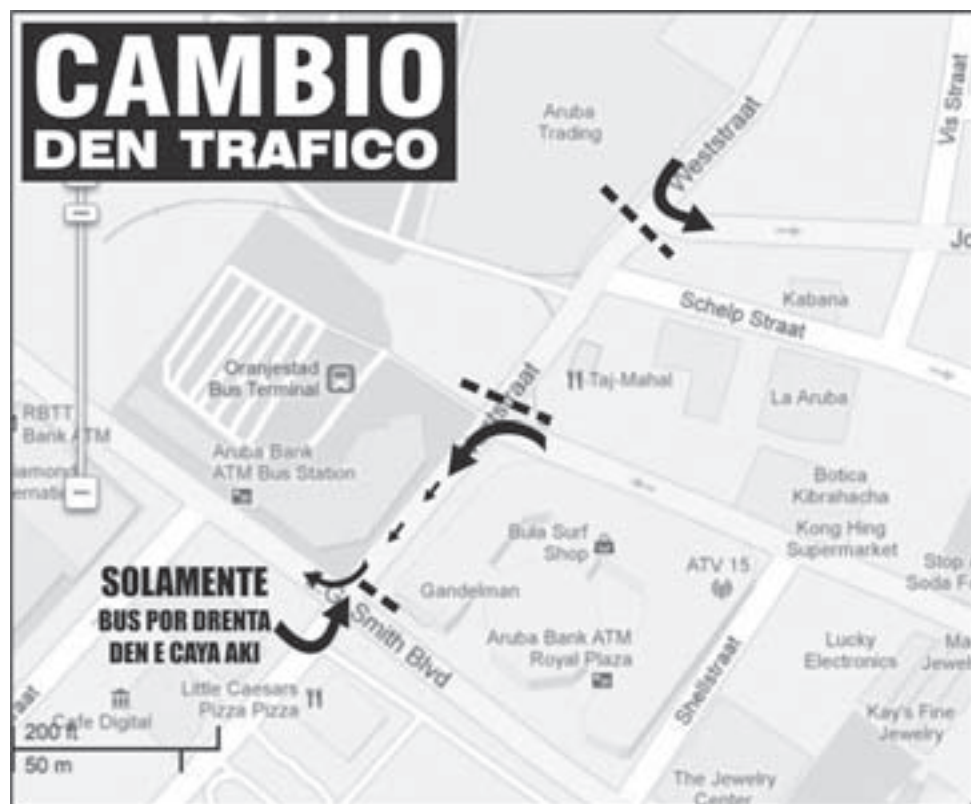 CAMBIO
DEN TRAFICO
Aruba
Trading
Weststraat
Vis Straat
Schelp Straat
Kabana
Oranjestad
Bus Terminal
Taj-Mahal
La Aruba
RBTT
Bank ATM
Aruba Bank
ATM Bus Station
Botica
Kibrahacha
Kong Hing
Supermarket
Bula Surf
Shop
ATV 15
Stop
Soda
SOLAMENTE
BUS POR DRENTA
DEN E CAYA AKI
Gandelman
Smith Blvd
Aruba Bank ATM
Royal Plaza
Shellstraat
Lucky
Electronics
Little Caesars
Pizza Pizza
Cafe Digital
Kay's Fine
Jewelry
200 ft
50 m
The Jewelry
Center